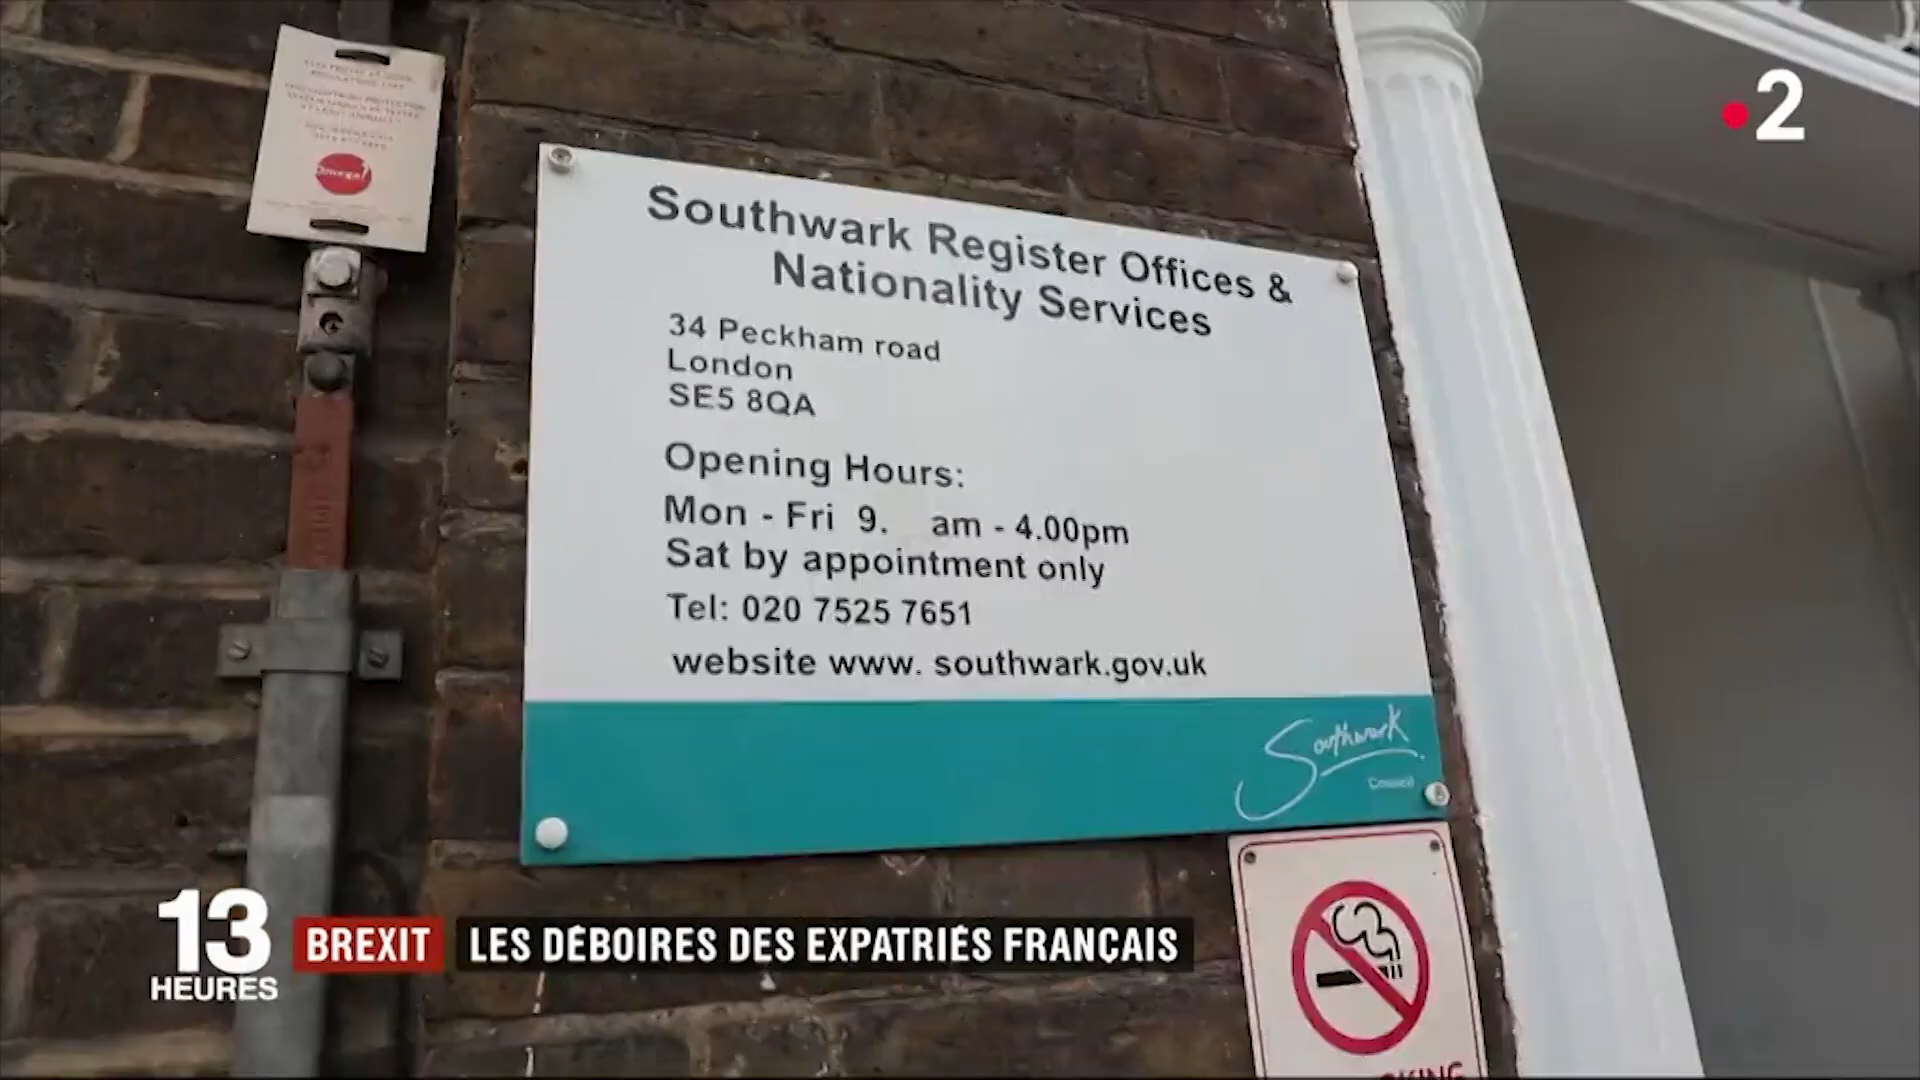 2
Omega
Southwark Register Offices &
Nationality Services
34 Peckham road
London
SE5 8QA
Opening Hours:
Mon - Fri 9. am - 4.00pm
Sat by appointment only
Tel: 020 7525 7651
website www. southwark.gov.uk
Southwark
Council
13
HEURES
BREXIT LES DÉBOIRES DES EXPATRIÉS FRANÇAIS